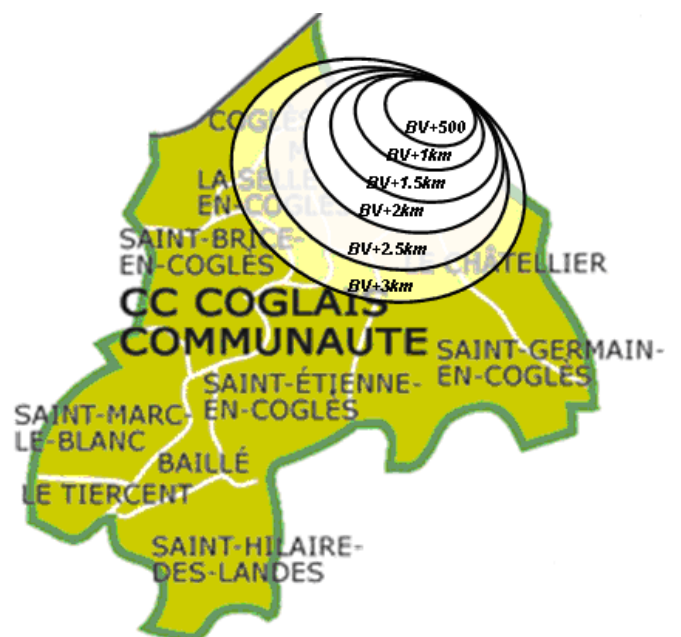 BV+500
COGLES
M
BV+1km
LA SELLE
EN-COGLES
BV+1.5km
BV+2km
SAINT-BRICE-
EN-COGLÈS
BV+2.5km
LE CHÂTELLIER
BV+3km
CC COGLAIS
COMMUNAUTE
SAINT-GERMAIN-
EN-COGLÈS
SAINT-ÉTIENNE-
EN-COGLÈS
SAINT-MARC-
LE-BLANC
BAILLÉ
LE TIERCENT
SAINT-HILAIRE-
DES-LANDES